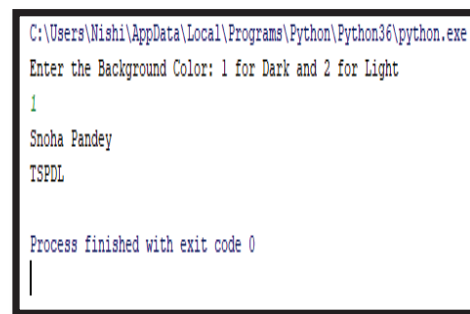 C:\Users\Nishi\AppData\Local\Programs\Python\Python36\python.exe
Enter the Background Color: 1 for Dark and 2 for Light
1
Snoha Pandey
TSPDL
Process finished with exit code 0